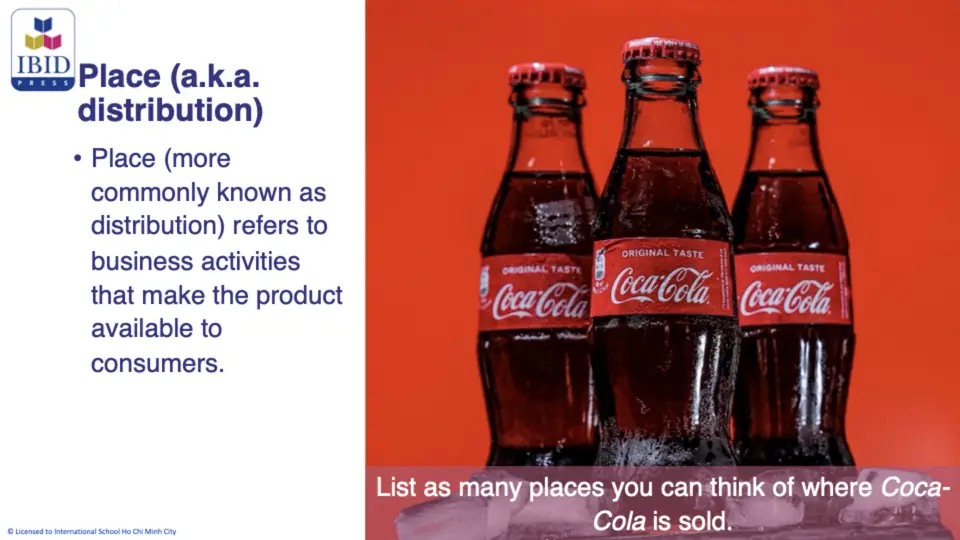 IBID
PRESS
Place (a.k.a.
distribution)
• Place (more
commonly known as
distribution) refers to
business activities
that make the product
available to
consumers.
ORIGINAL TASTE
Coca-Cola
ORIGINAL TASTE
Coca-Cola
ORIGINAL TASTE
Coca-Cola
List as many places you can think of where Coca-
Cola is sold.
© Licensed to International School Ho Chi Minh City